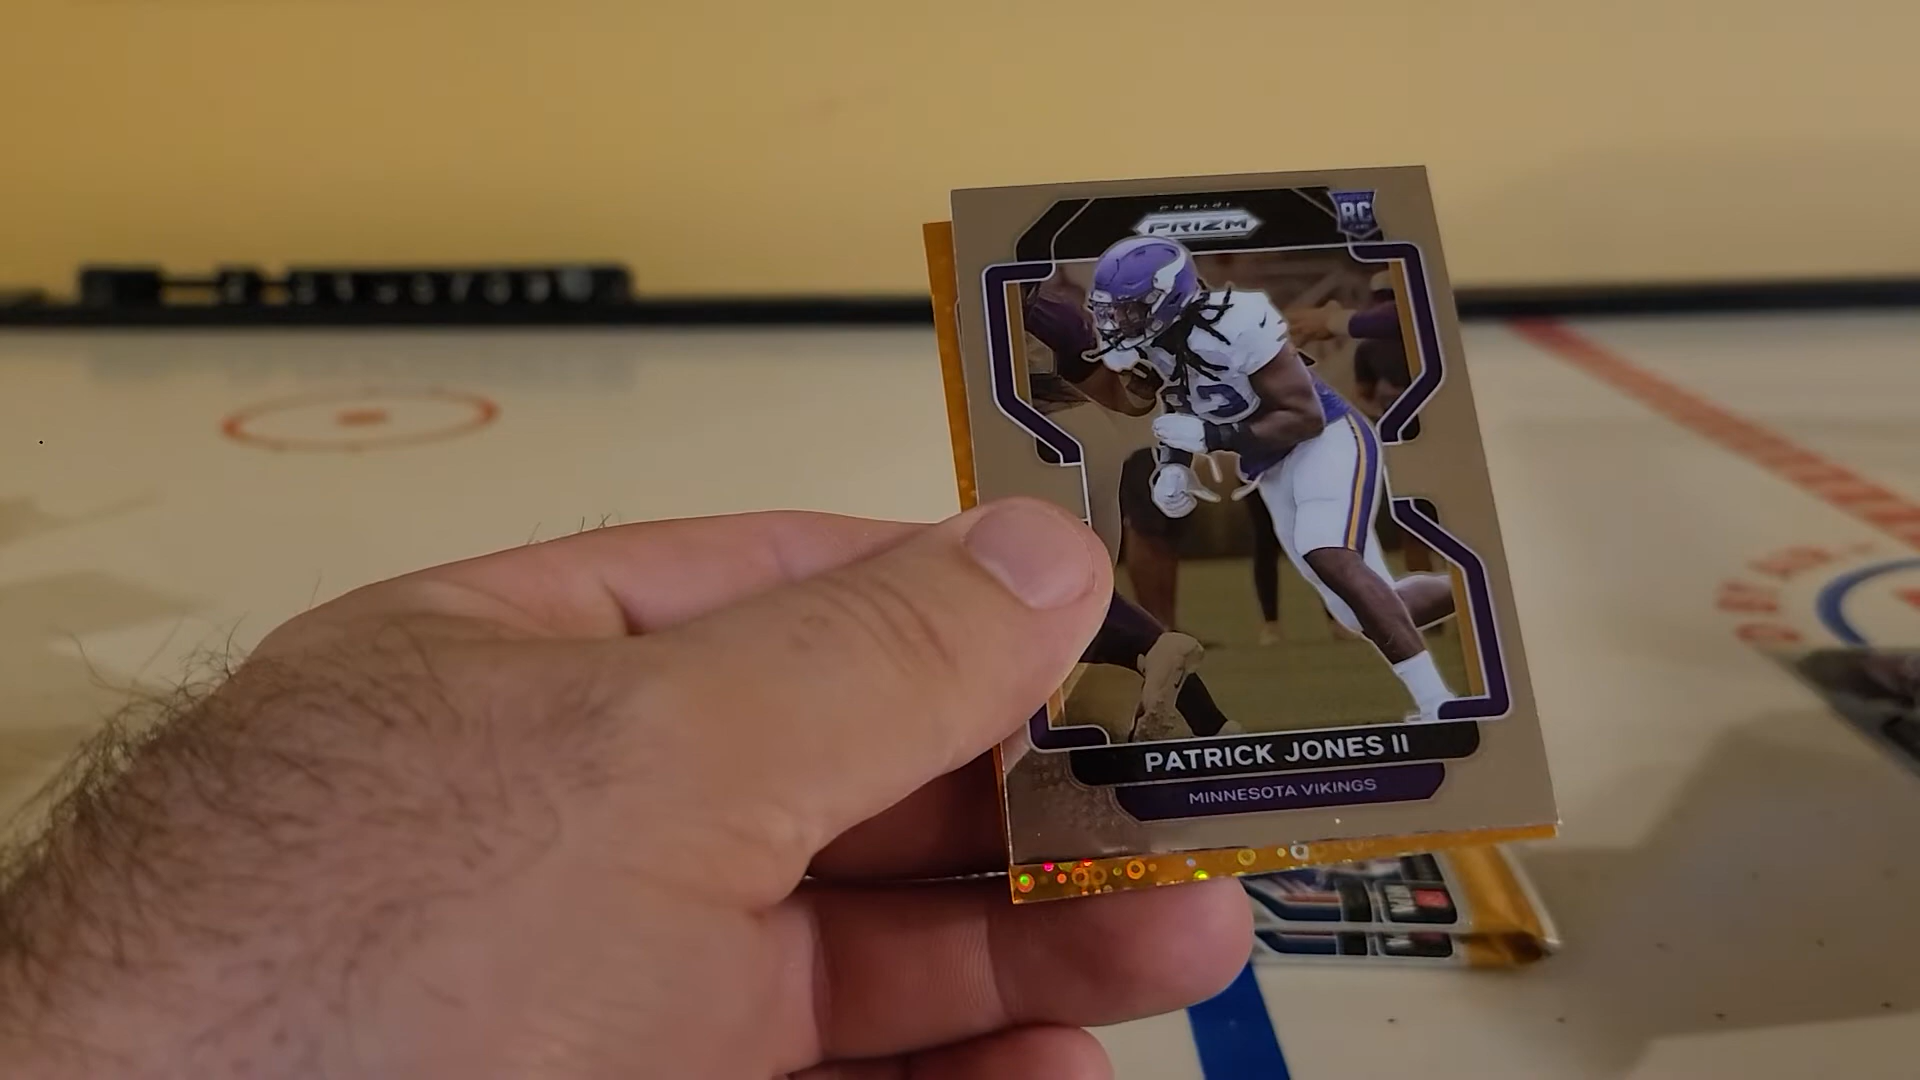 PANINI
PRIZM
RC
PATRICK JONES II
MINNESOTA VIKINGS